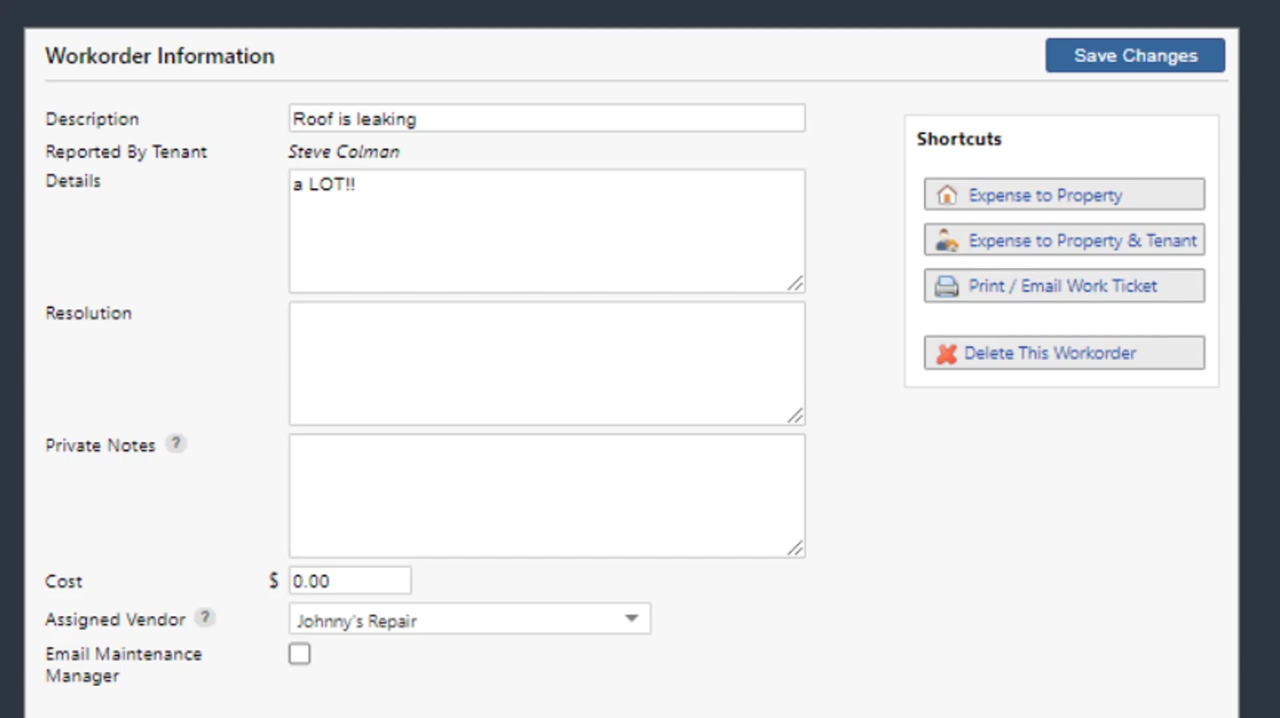 Workorder Information
Save Changes
Description
Roof is leaking
Reported By Tenant
Steve Colman
Details
a LOT!!
Resolution
Private Notes ?
Cost
$ 0.00
Assigned Vendor ?
Johnny's Repair
Email Maintenance
Manager
Shortcuts
Expense to Property
Expense to Property & Tenant
Print / Email Work Ticket
Delete This Workorder